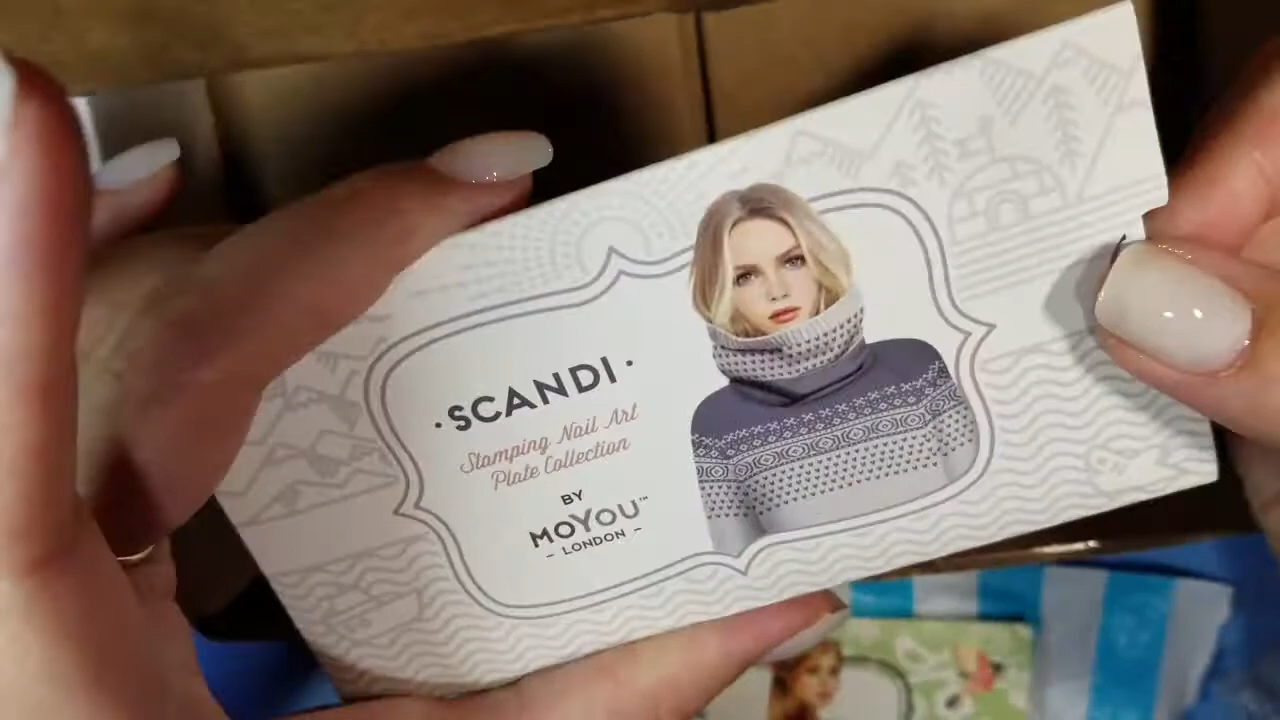 ·SCANDI·
Stamping Nail Art
Plate Collection
BY
MOYOU™
– LONDON –